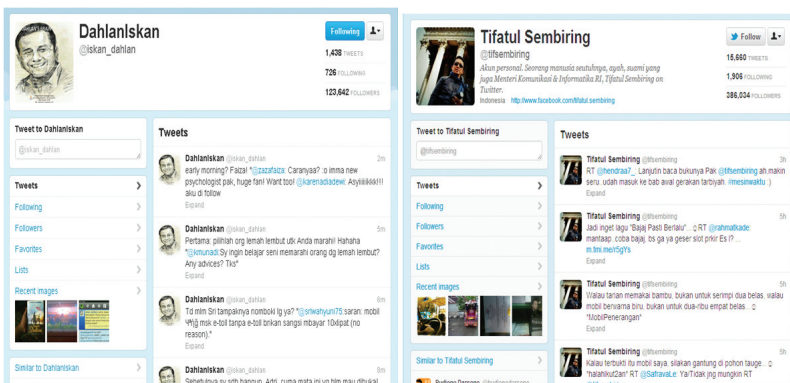 DahlanIskan
@iskan_dahlan
Following
1,438 TWEETS
726 FOLLOWING
123,642 FOLLOWERS
Tweet to DahlanIskan
@iskan_dahlan
Tweets
Following
Followers
Favorites
Lists
Recent images
Similar to DahlanIskan
Tweets
DahlanIskan @iskan_dahlan 2m
early morning? Faiza! "@zazafaiza: Caranyaa? :o imma new
psychologist pak, huge fan! Want too! @karenadiadewi: Asyiiiiikkk!!!
aku di follow
Expand
DahlanIskan @iskan_dahlan 5m
Pertama: pilihlah org lemah lembut utk Anda marahi! Hahaha
"@kmunadi:Sy ingin belajar seni memarahi orang dg lemah lembut?
Any advices? Tks"
Expand
DahlanIskan @iskan_dahlan 6m
Td mlm Sri tampaknya nomboki lg ya? "@sriwahyuni75:saran: mobil
msk e-toll tanpa e-toll brikan sangsi mbayar 10xlipat (no
reason)."
Expand
DahlanIskan @iskan_dahlan 9m
Tifatul Sembiring
@tifsembiring
Akun personal. Seorang manusia seutuhnya, ayah, suami yang
juga Menteri Komunikasi & Informatika RI, Tifatul Sembiring on
Twitter.
Indonesia http://www.facebook.com/tifatul.sembiring
Follow
15,660 TWEETS
1,906 FOLLOWING
386,034 FOLLOWERS
Tweet to Tifatul Sembiring
@tifsembiring
Tweets
Following
Followers
Favorites
Lists
Recent images
Similar to Tifatul Sembiring
Tweets
Tifatul Sembiring @tifsembiring 3h
RT @hendraa7_: Lanjutin baca bukunya Pak @tifsembiring ah.makin
seru..udah masuk ke bab awal gerakan tarbiyah. #mesinwaktu :)
Expand
Tifatul Sembiring @tifsembiring 5h
Jadi inget lagu "Bajaj Pasti Berlalu"... RT @rahmatkade:
mantaap..coba bajaj, bs ga ya geser slot prkir Es I? ...
m.tmi.me/r5gYs
Expand
Tifatul Sembiring @tifsembiring 5h
Walau tarian memakai bambu, bukan untuk serimpi dua belas, walau
mobil bervarna biru, bukan untuk dua-ribu empat belas..
"MobilPenerangan"
Expand
Tifatul Sembiring @tifsembiring 5h
Kalau terbukti itu mobil saya, silakan gantung di pohon tauge...
"halahikut2an" RT @SafravaLe: Ya/Tidak jng mungkin RT